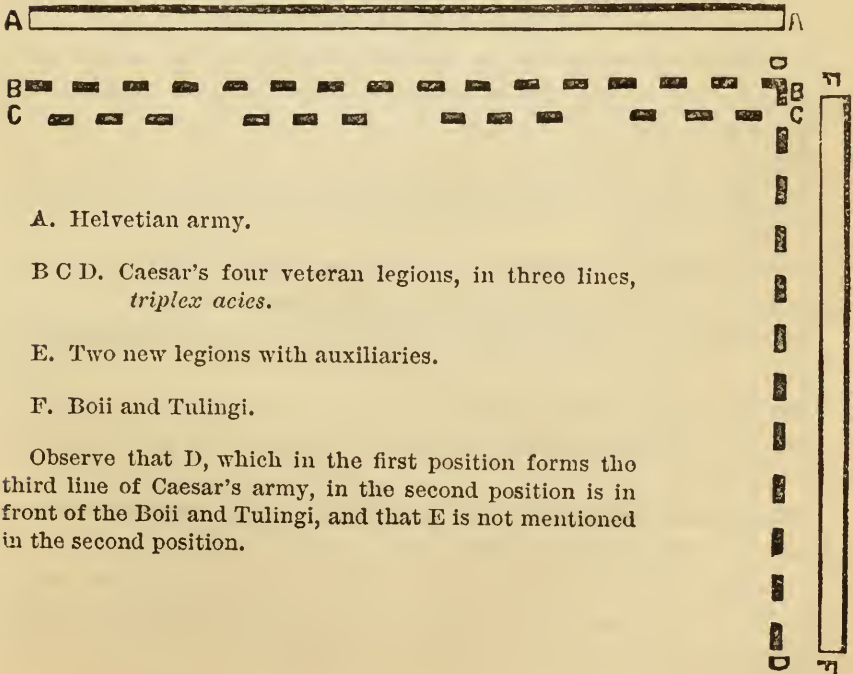 A A
D
B B F
C C
A. Helvetian army.
B C D. Caesar's four veteran legions, in three lines,
triplex acies.
E. Two new legions with auxiliaries.
F. Boii and Tulingi.
Observe that D, which in the first position forms the
third line of Caesar's army, in the second position is in
front of the Boii and Tulingi, and that E is not mentioned
in the second position.
D F